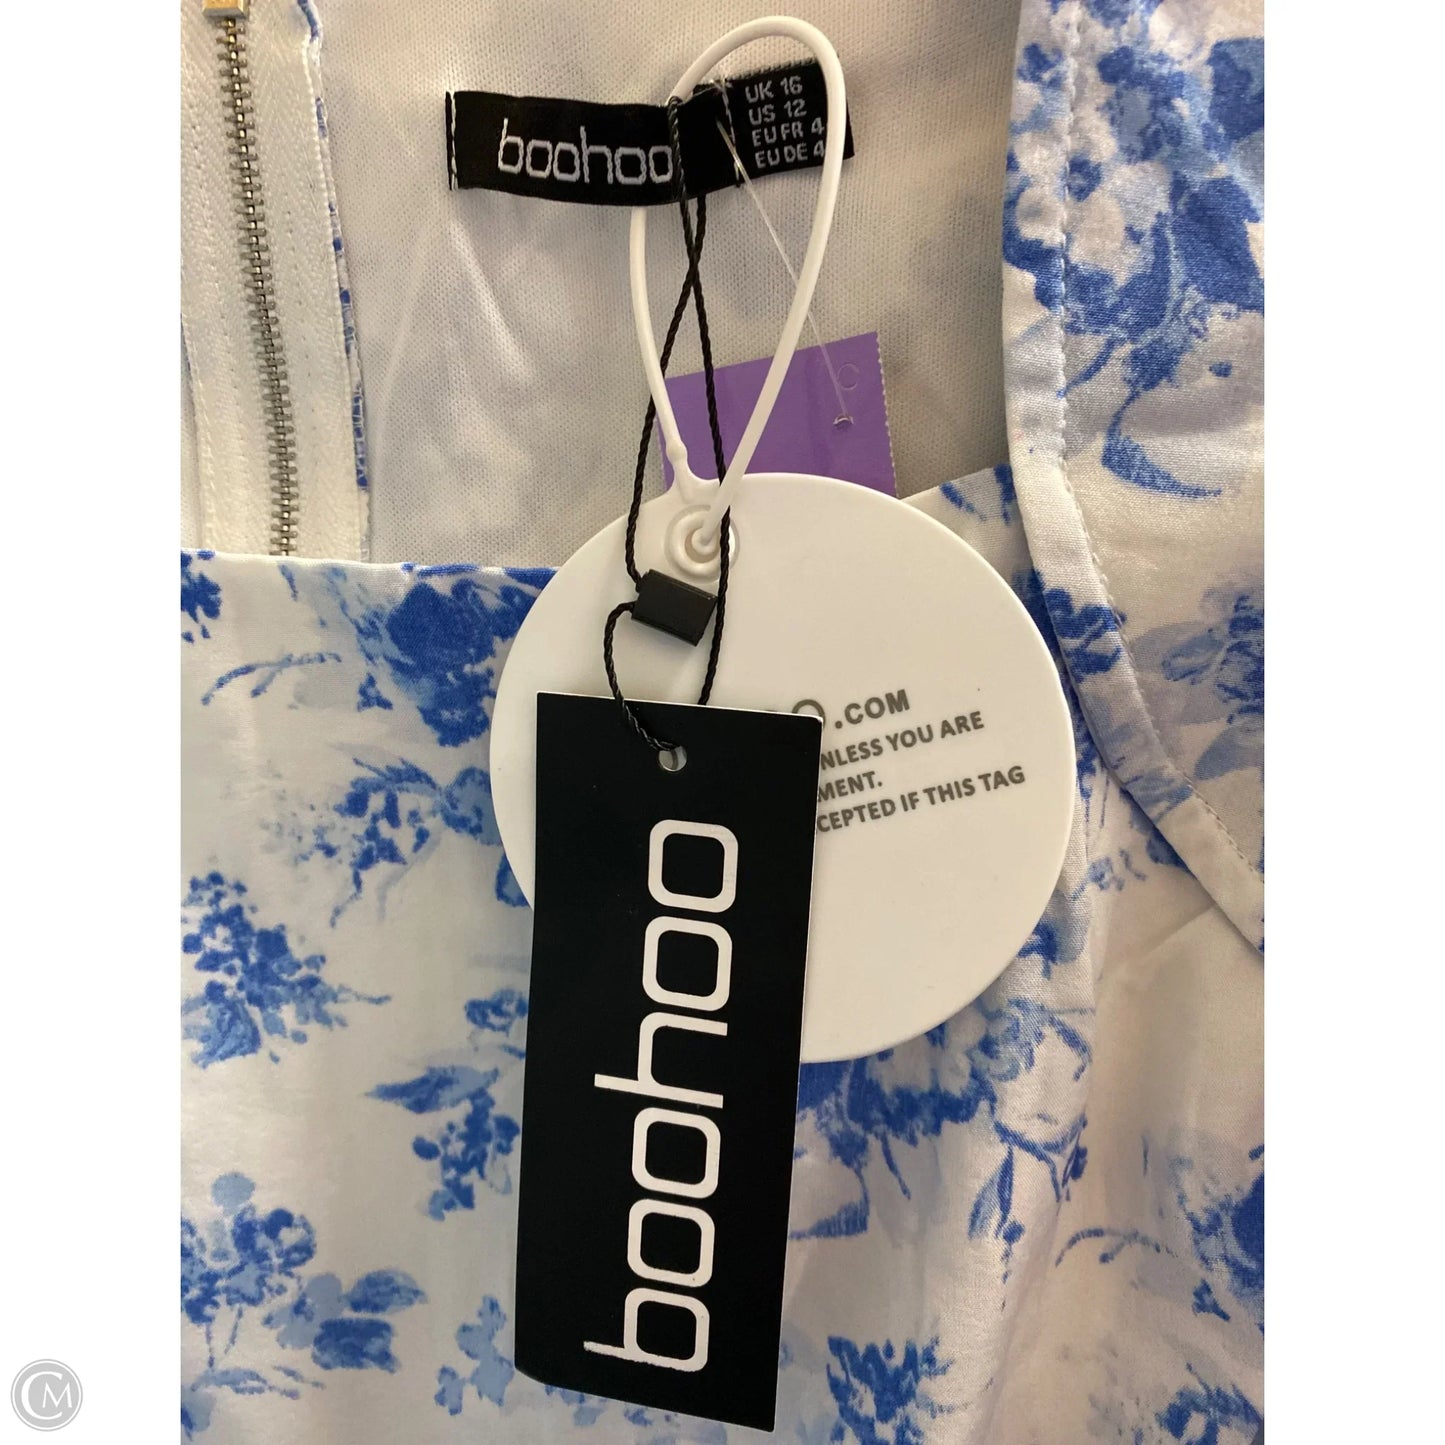 boohoo
UK 16
US 12
EU FR 4
EU DE 4
.COM
NLESS YOU ARE
MENT.
CEPTED IF THIS TAG
boohoo
CM